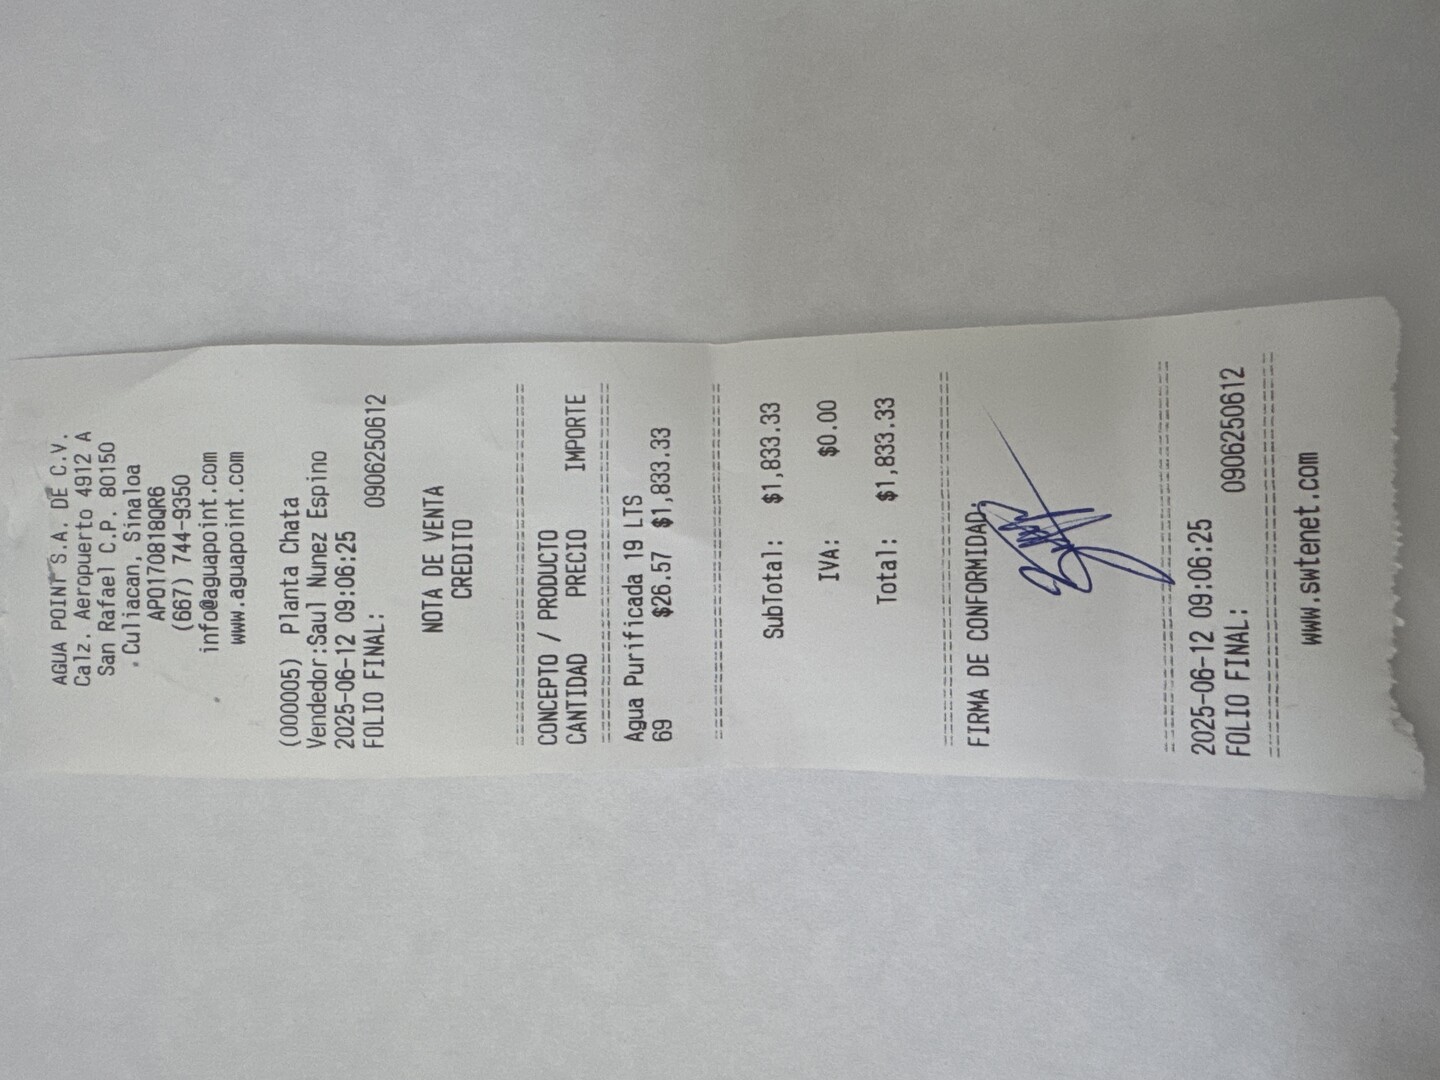 AGUA POINT S.A. DE C.V.
Calz. Aeropuerto 4912 A
San Rafael C.P. 80150
Culiacan, Sinaloa
APO170818QR6
(667) 744-9350
info@aguapoint.com
www.aguapoint.com
(000005) Planta Chata
Vendedor:Saul Nunez Espino
2025-06-12 09:06:25
FOLIO FINAL: 0906250612
NOTA DE VENTA
CREDITO
CONCEPTO / PRODUCTO
CANTIDAD PRECIO IMPORTE
Agua Purificada 19 LTS
69 $26.57 $1,833.33
SubTotal: $1,833.33
IVA: $0.00
Total: $1,833.33
FIRMA DE CONFORMIDAD:
2025-06-12 09:06:25
FOLIO FINAL: 0906250612
www.swtenet.com